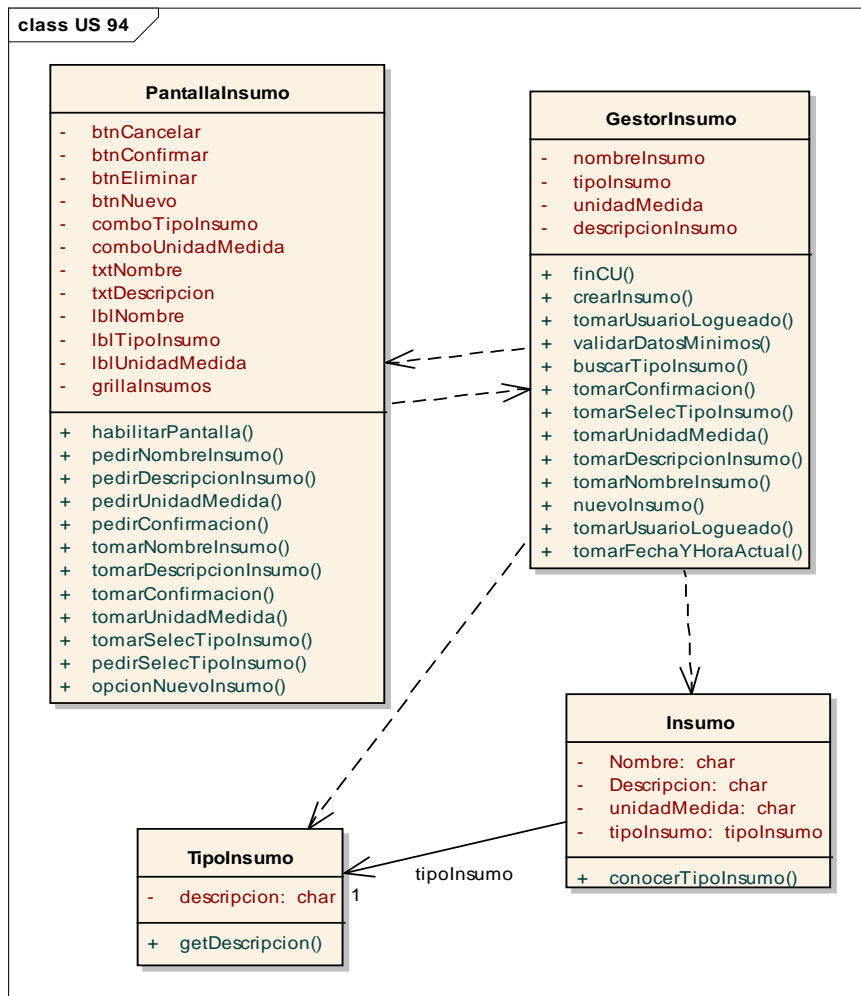 class US 94
PantallaInsumo
- btnCancelar
- btnConfirmar
- btnEliminar
- btnNuevo
- comboTipoInsumo
- comboUnidadMedida
- txtNombre
- txtDescripcion
- lblNombre
- lblTipoInsumo
- lblUnidadMedida
- grillaInsumos
+ habilitarPantalla()
+ pedirNombreInsumo()
+ pedirDescripcionInsumo()
+ pedirUnidadMedida()
+ pedirConfirmacion()
+ tomarNombreInsumo()
+ tomarDescripcionInsumo()
+ tomarConfirmacion()
+ tomarUnidadMedida()
+ tomarSelecTipoInsumo()
+ pedirSelecTipoInsumo()
+ opcionNuevoInsumo()
GestorInsumo
- nombreInsumo
- tipoInsumo
- unidadMedida
- descripcionInsumo
+ finCU()
+ crearInsumo()
+ tomarUsuarioLogueado()
+ validarDatosMinimos()
+ buscarTipoInsumo()
+ tomarConfirmacion()
+ tomarSelecTipoInsumo()
+ tomarUnidadMedida()
+ tomarDescripcionInsumo()
+ tomarNombreInsumo()
+ nuevoInsumo()
+ tomarUsuarioLogueado()
+ tomarFechaYHoraActual()
Insumo
- Nombre: char
- Descripcion: char
- unidadMedida: char
- tipoInsumo: tipoInsumo
+ conocerTipoInsumo()
TipoInsumo
- descripcion: char
+ getDescripcion()
1
tipoInsumo